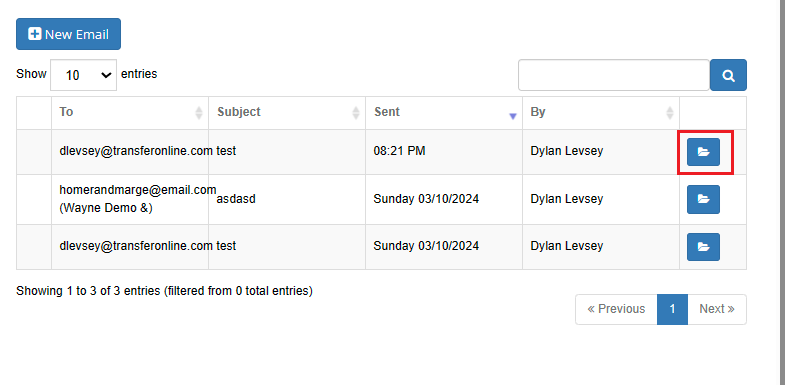 New Email
Show 10 entries
To Subject Sent By
dlevsey@transferonline.com test 08:21 PM Dylan Levsey
homerandmarge@email.com
(Wayne Demo &) asdasd Sunday 03/10/2024 Dylan Levsey
dlevsey@transferonline.com test Sunday 03/10/2024 Dylan Levsey
Showing 1 to 3 of 3 entries (filtered from 0 total entries)
« Previous 1 Next »